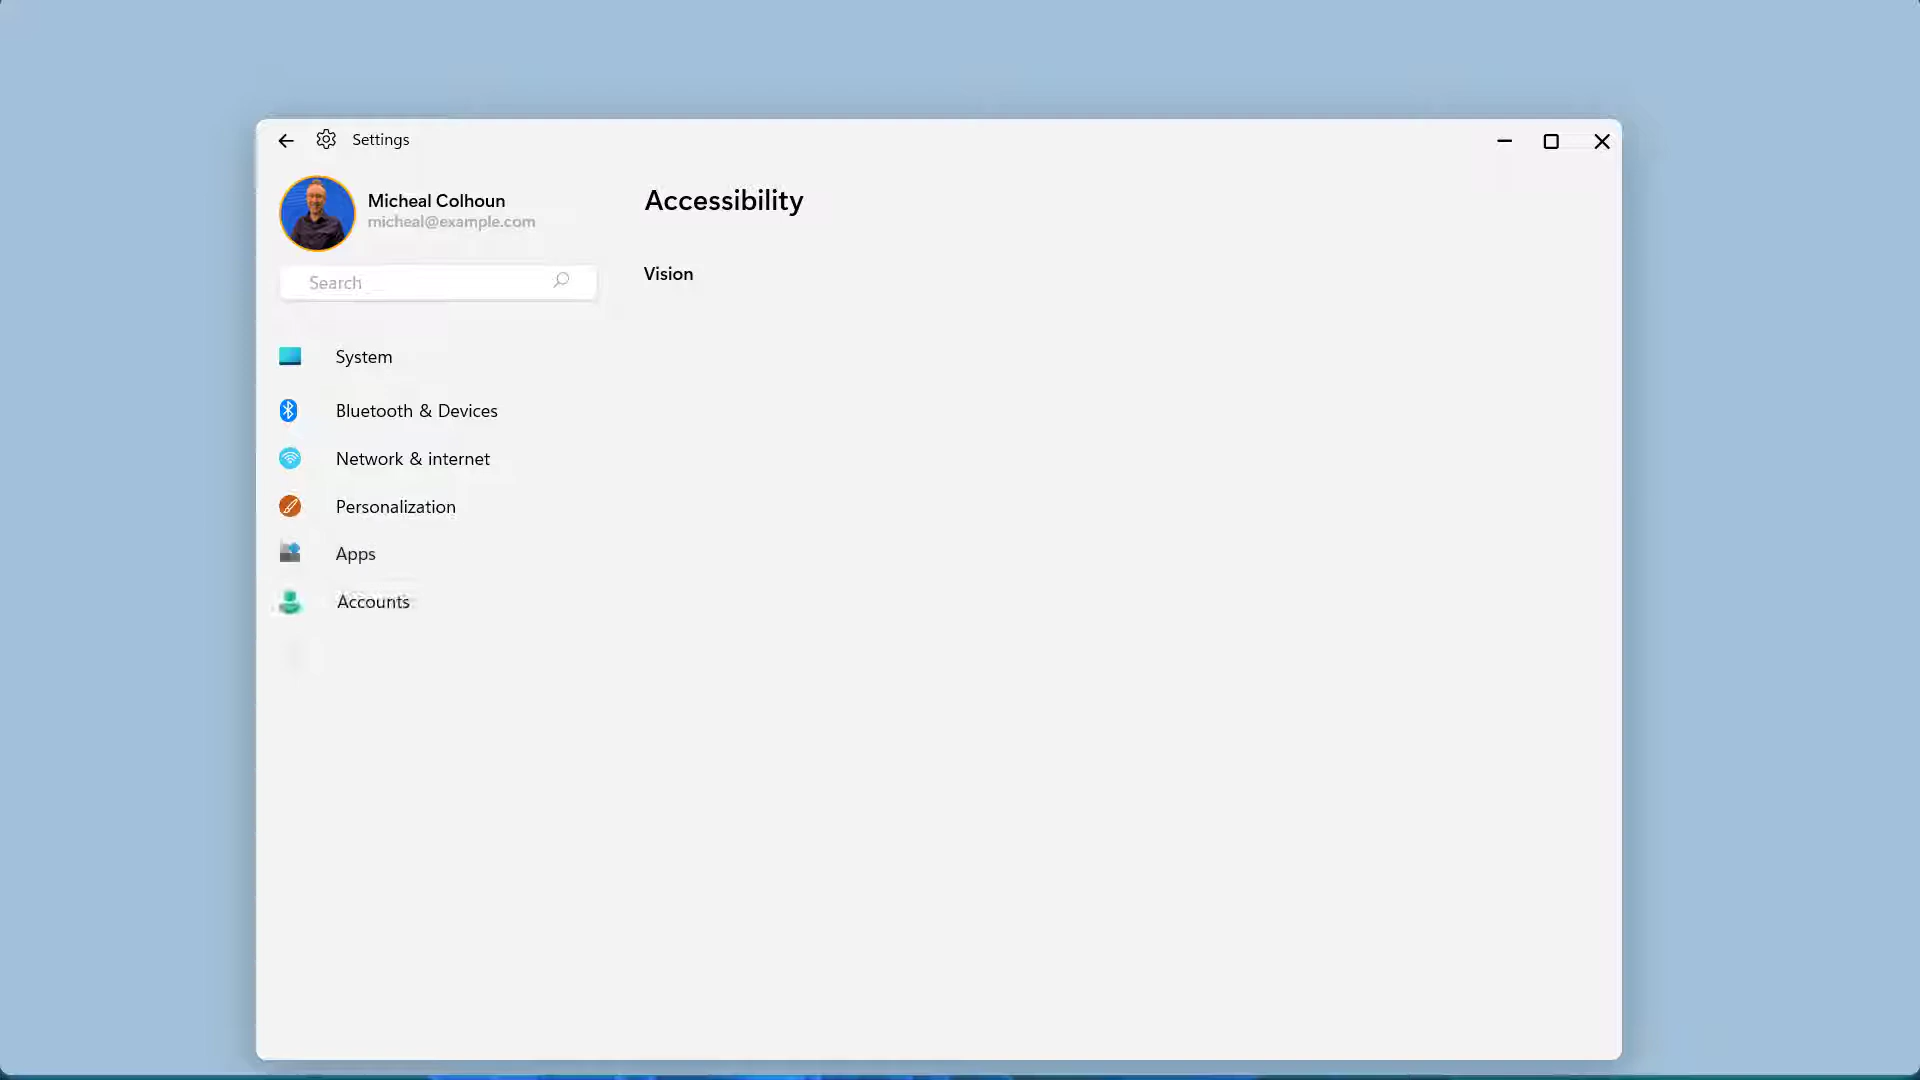 Settings
Micheal Colhoun
micheal@example.com
Search
System
Bluetooth & Devices
Network & internet
Personalization
Apps
Accounts
Accessibility
Vision